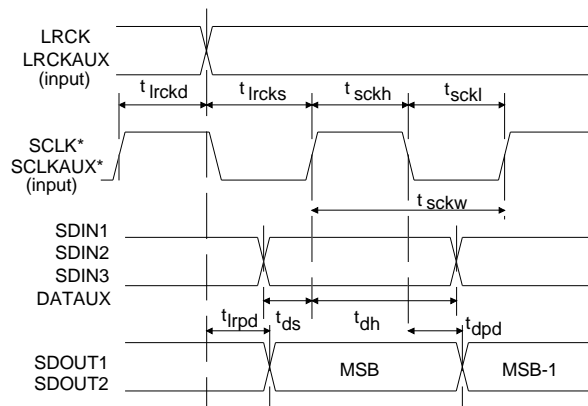 LRCK
LRCKAUX
(input)
t lrckd
t lrcks
t sckh
t sckl
SCLK*
SCLKAUX*
(input)
t sckw
SDIN1
SDIN2
SDIN3
DATAUX
t lrpd
t ds
t dh
t dpd
SDOUT1
SDOUT2
MSB
MSB-1